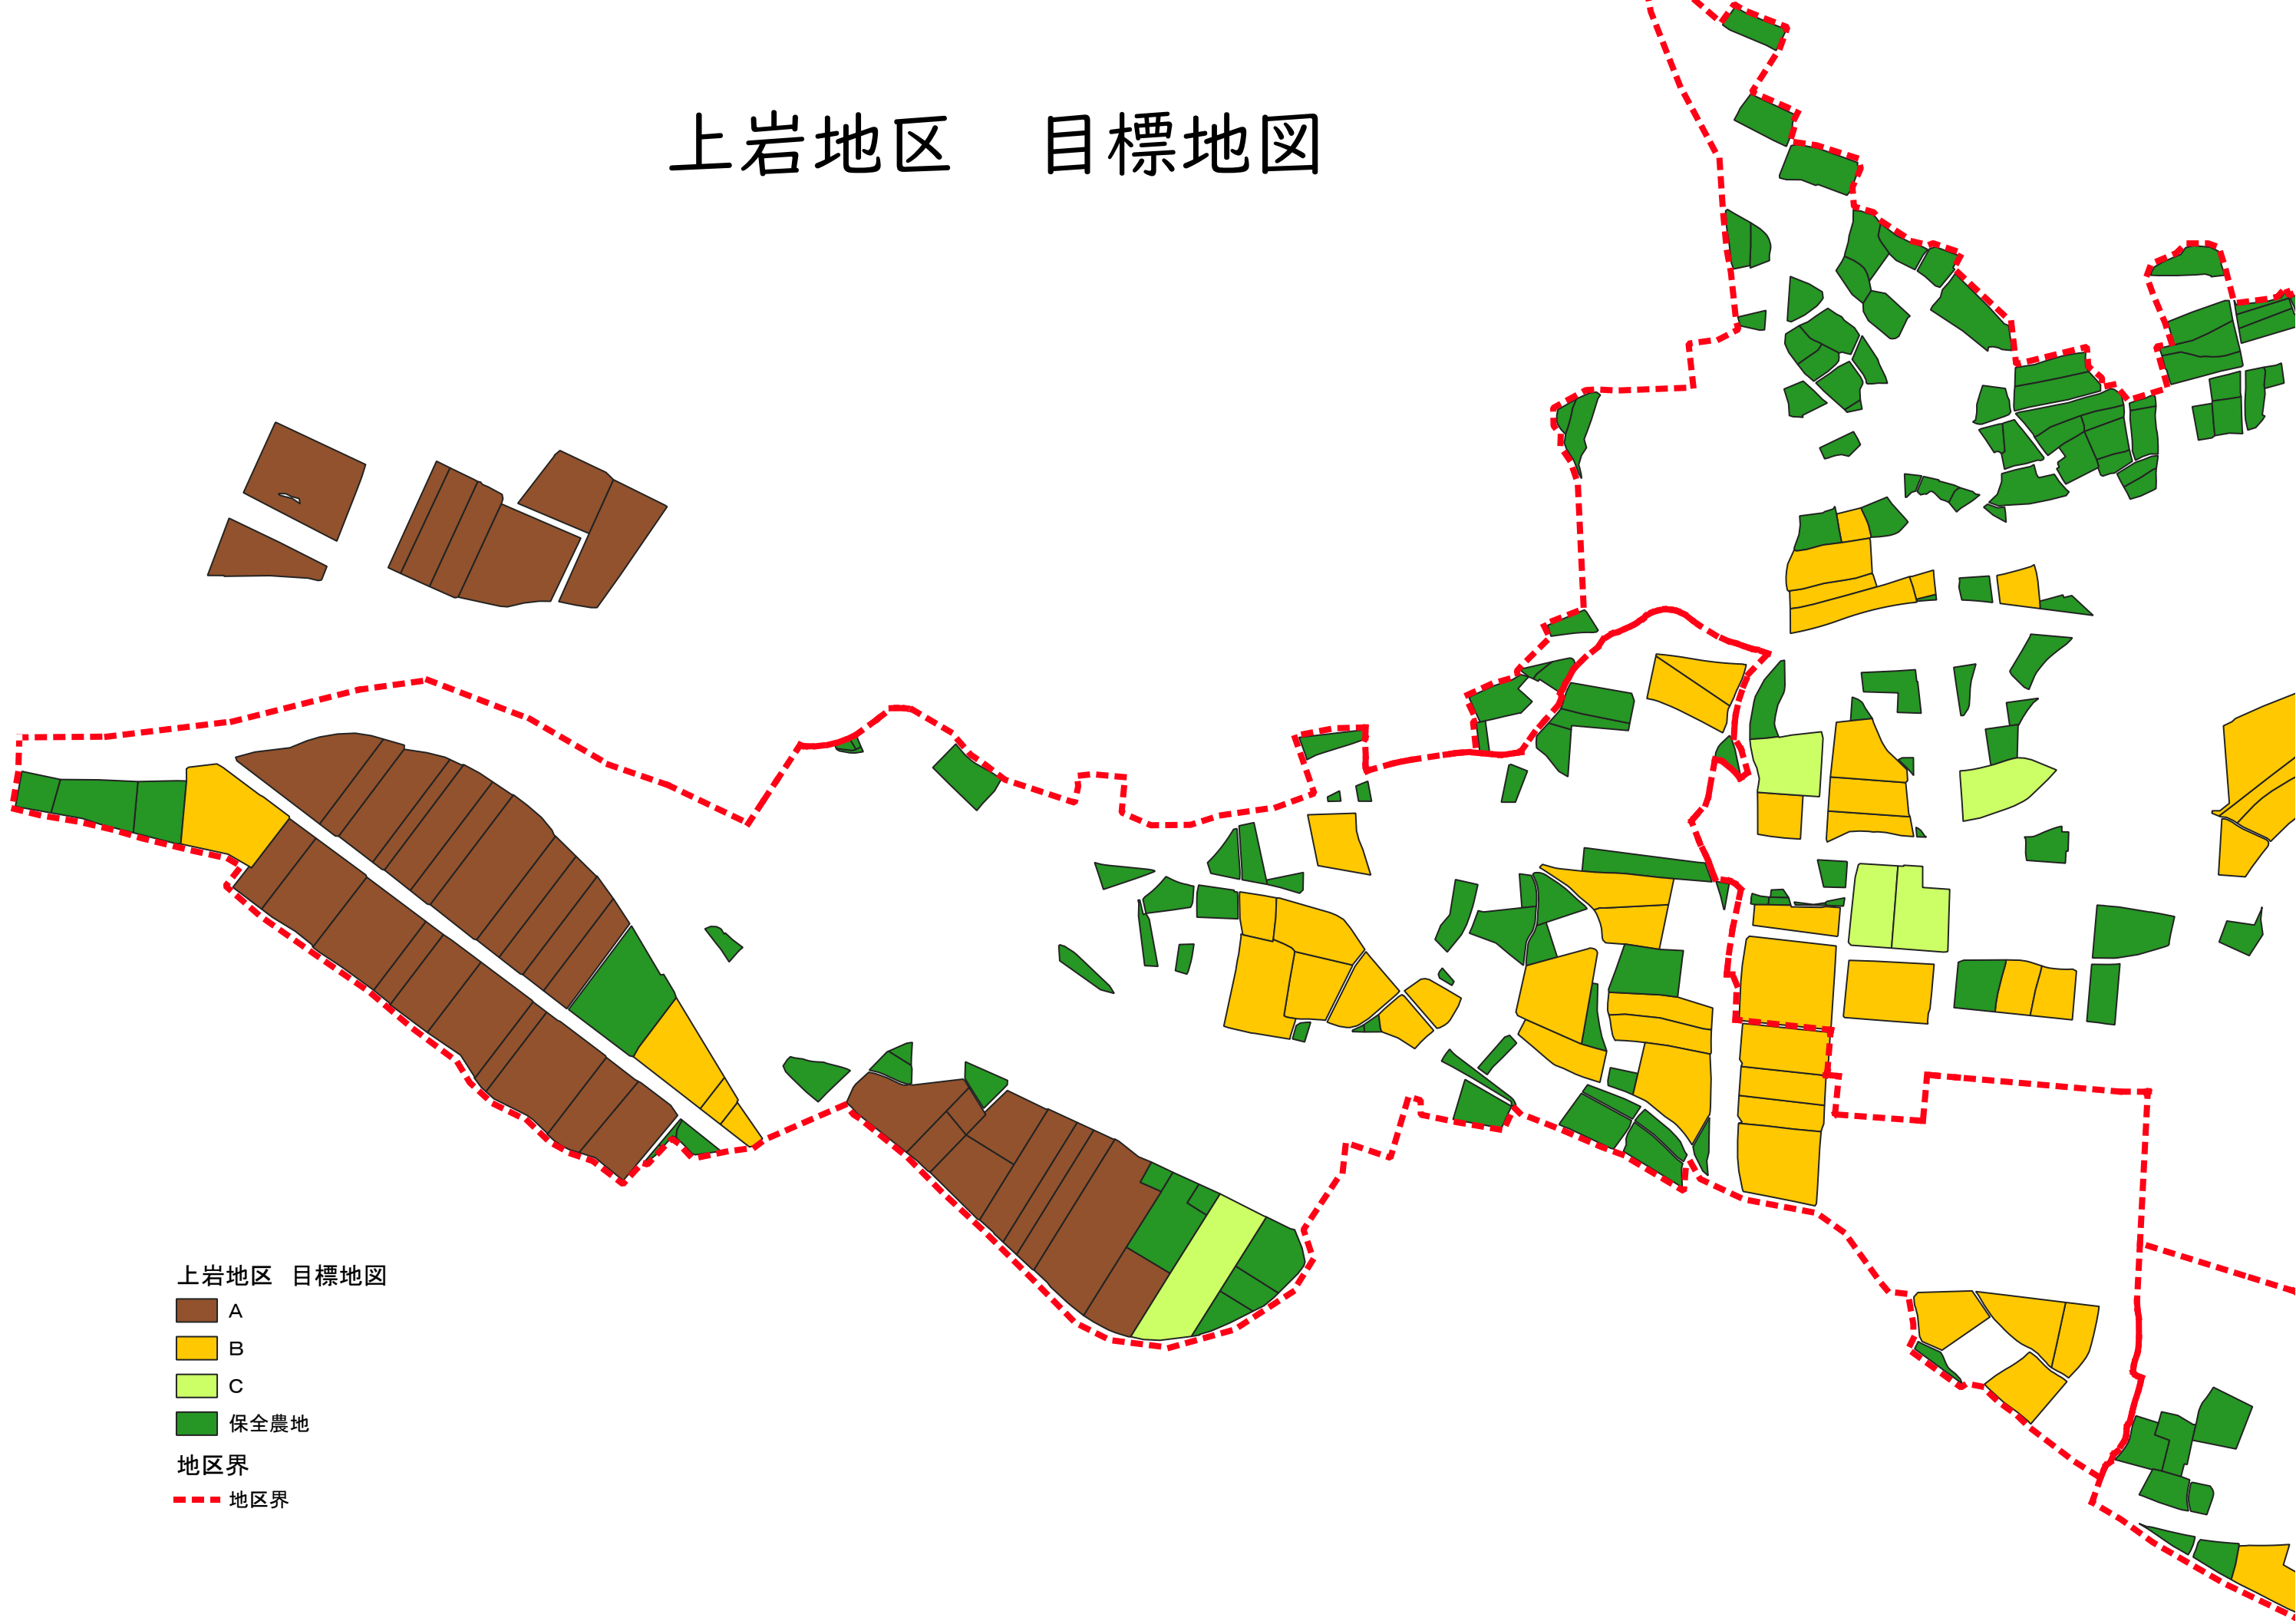 上岩地区　目標地図
上岩地区　目標地図
A
B
C
保全農地
地区界
地区界